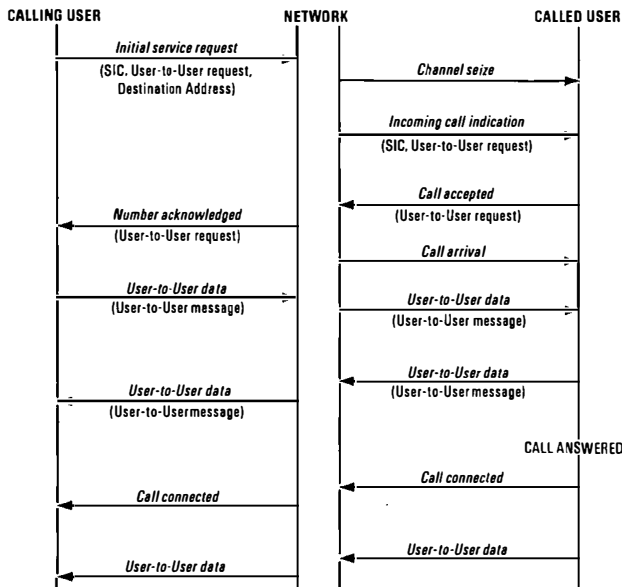 CALLING USER NETWORK CALLED USER
Initial service request
(SIC, User-to-User request,
Destination Address)
Channel seize
Incoming call indication
(SIC, User-to-User request)
Call accepted
(User-to-User request)
Number acknowledged
(User-to-User request)
Call arrival
User-to-User data
(User-to-User message)
User-to-User data
(User-to-User message)
User-to-User data
(User-to-User message)
User-to-User data
(User-to-User message)
CALL ANSWERED
Call connected
Call connected
User-to-User data
User-to-User data